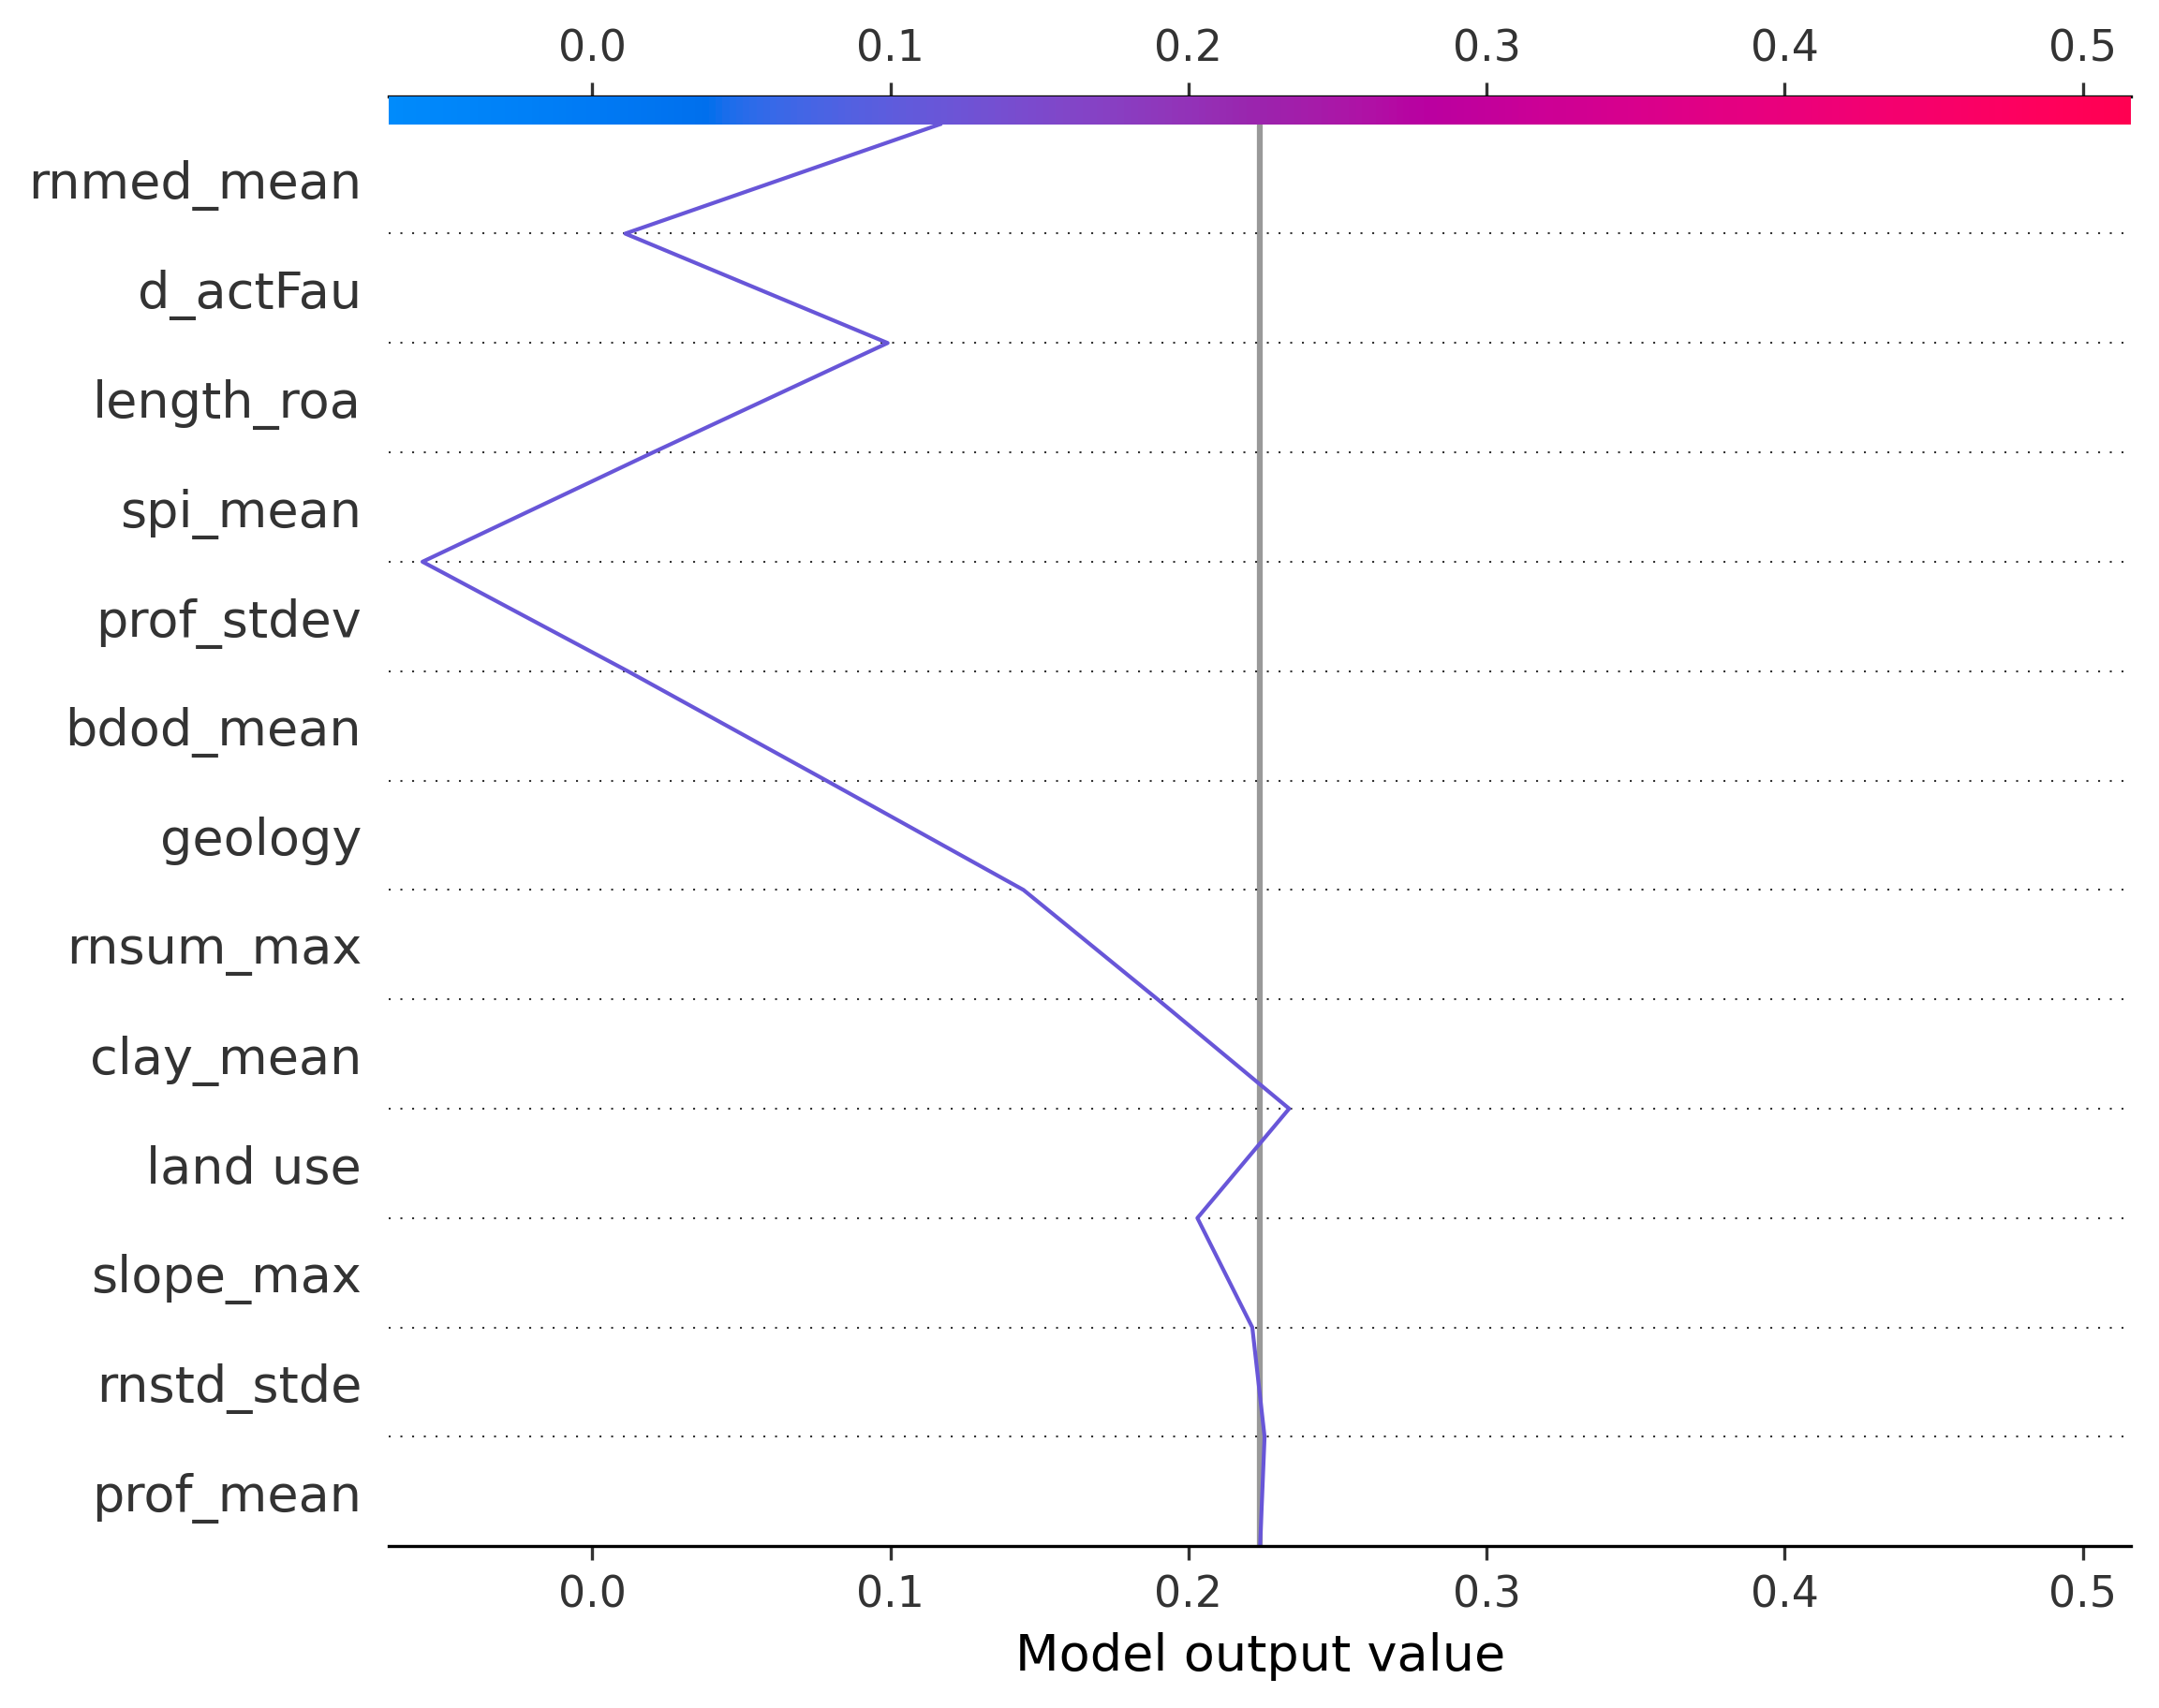 0.0 0.1 0.2 0.3 0.4 0.5
rnmed_mean
d_actFau
length_roa
spi_mean
prof_stdev
bdod_mean
geology
rnsum_max
clay_mean
land use
slope_max
rnstd_stde
prof_mean
0.0 0.1 0.2 0.3 0.4 0.5
Model output value